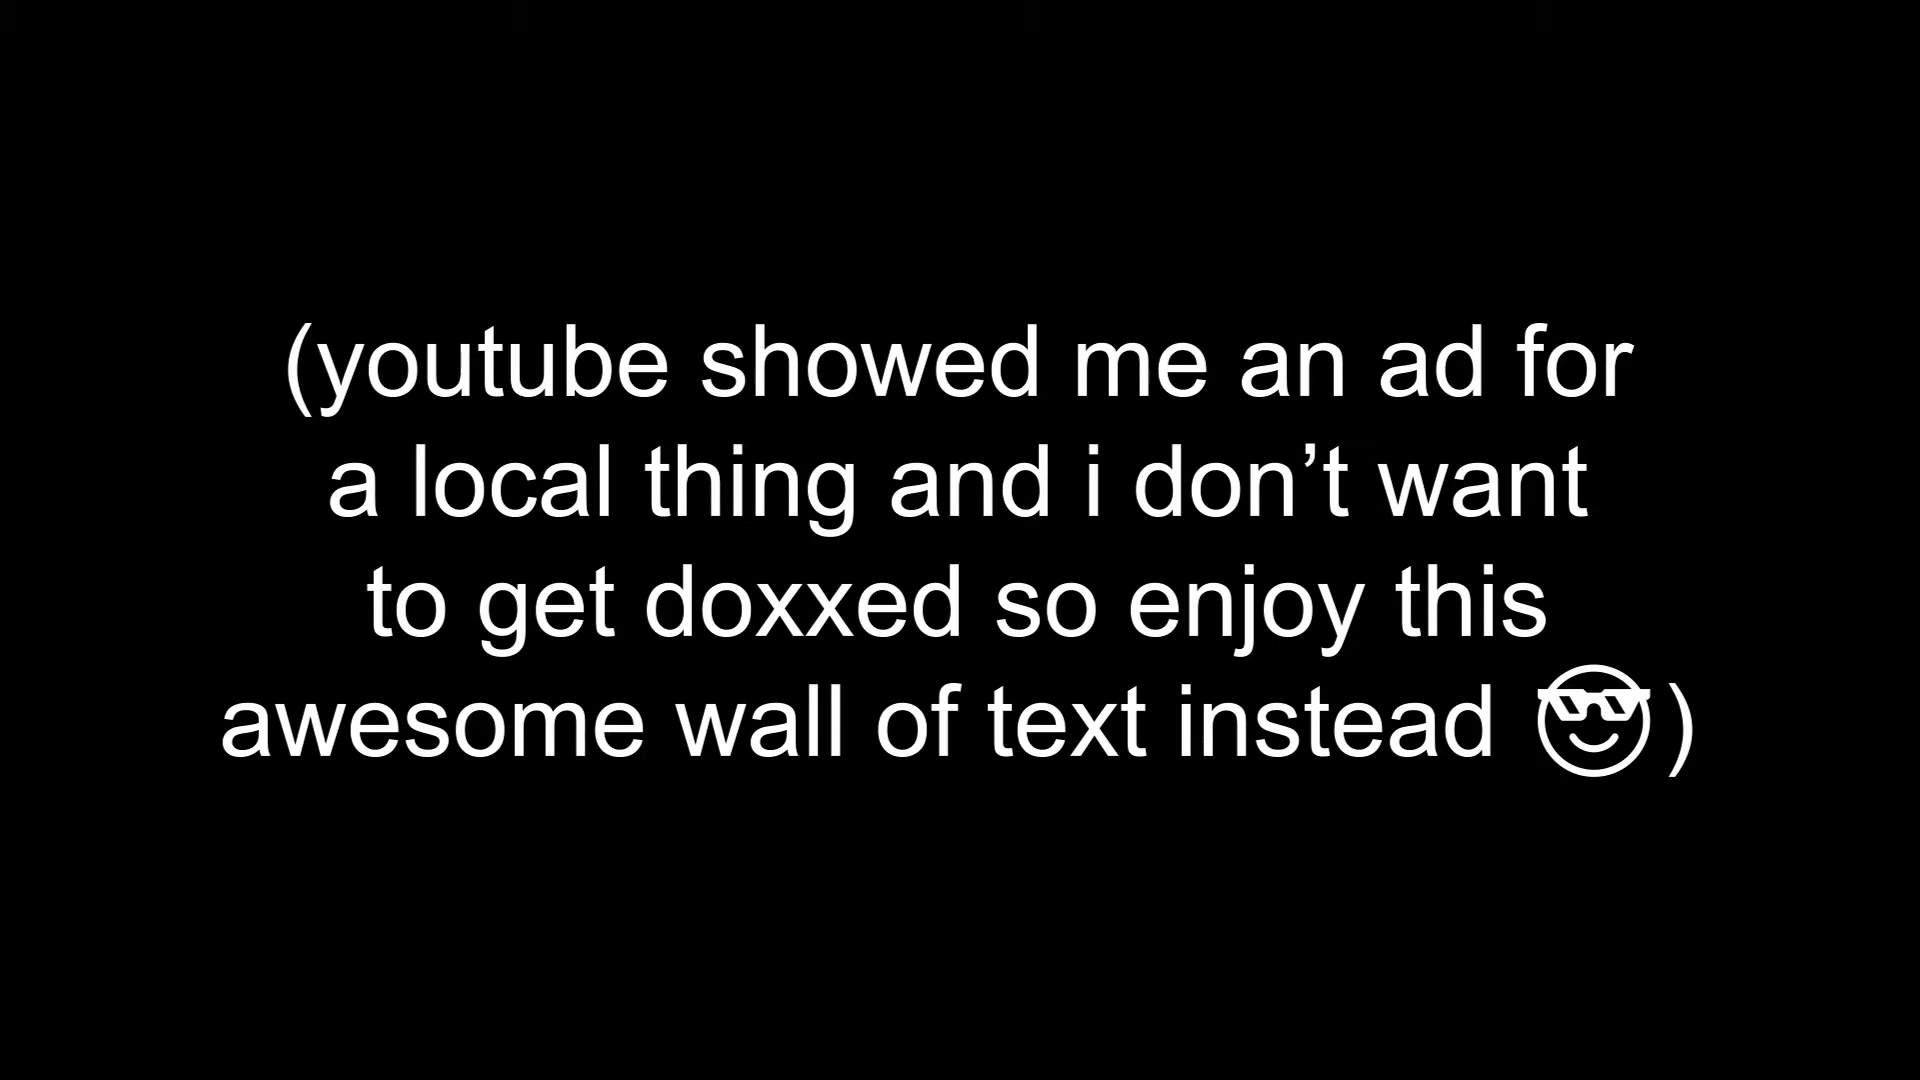 (youtube showed me an ad for
a local thing and i don’t want
to get doxxed so enjoy this
awesome wall of text instead 😎)